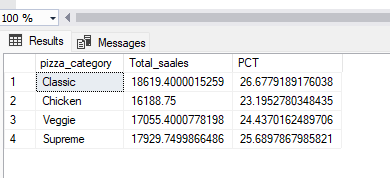 100 %
Results Messages
pizza_category Total_saales PCT
1 Classic 18619.4000015259 26.6779189176038
2 Chicken 16188.75 23.1952780348435
3 Veggie 17055.4000778198 24.4370162489706
4 Supreme 17929.7499866486 25.6897867985821